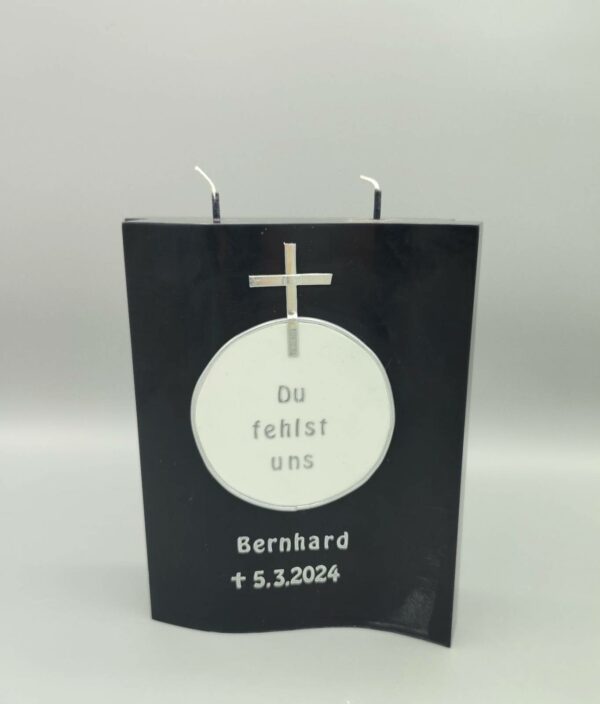 Du
fehlst
uns
Bernhard
† 5.3.2024